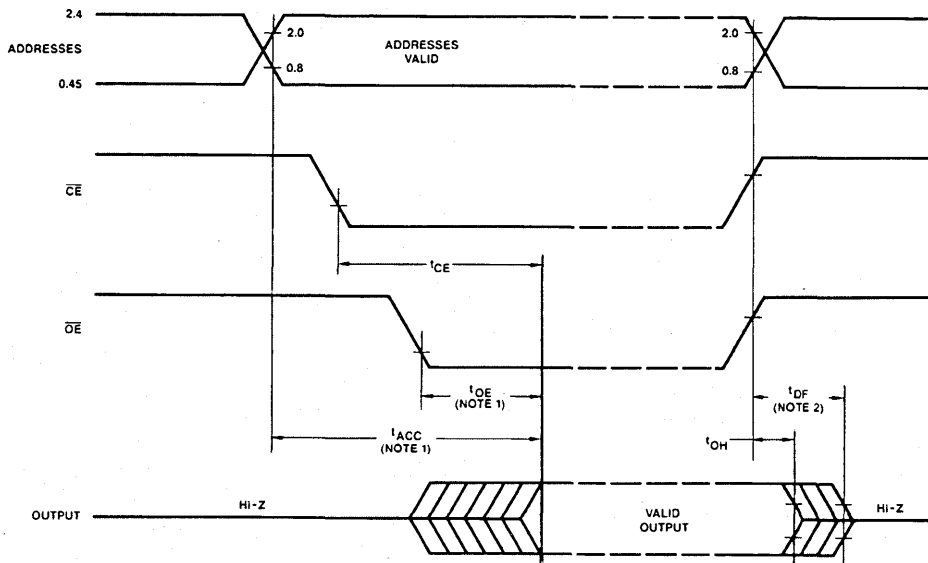 2.4
ADDRESSES
0.45
2.0
0.8
ADDRESSES
VALID
2.0
0.8
CE
tCE
OE
tOE
(NOTE 1)
tACC
(NOTE 1)
tDF
(NOTE 2)
tOH
OUTPUT
HI-Z
VALID
OUTPUT
HI-Z